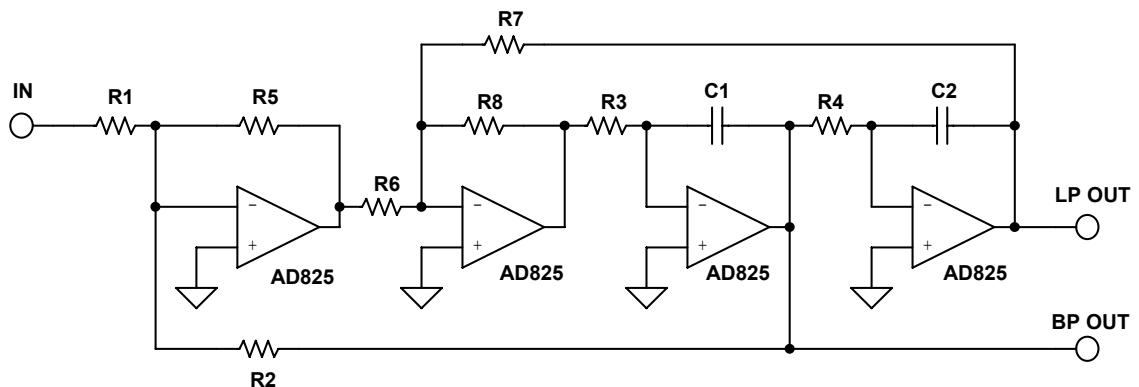 R7
IN
R1
R5
R8
R3
C1
R4
C2
R6
−
+
AD825
−
+
AD825
−
+
AD825
−
+
AD825
LP OUT
BP OUT
R2